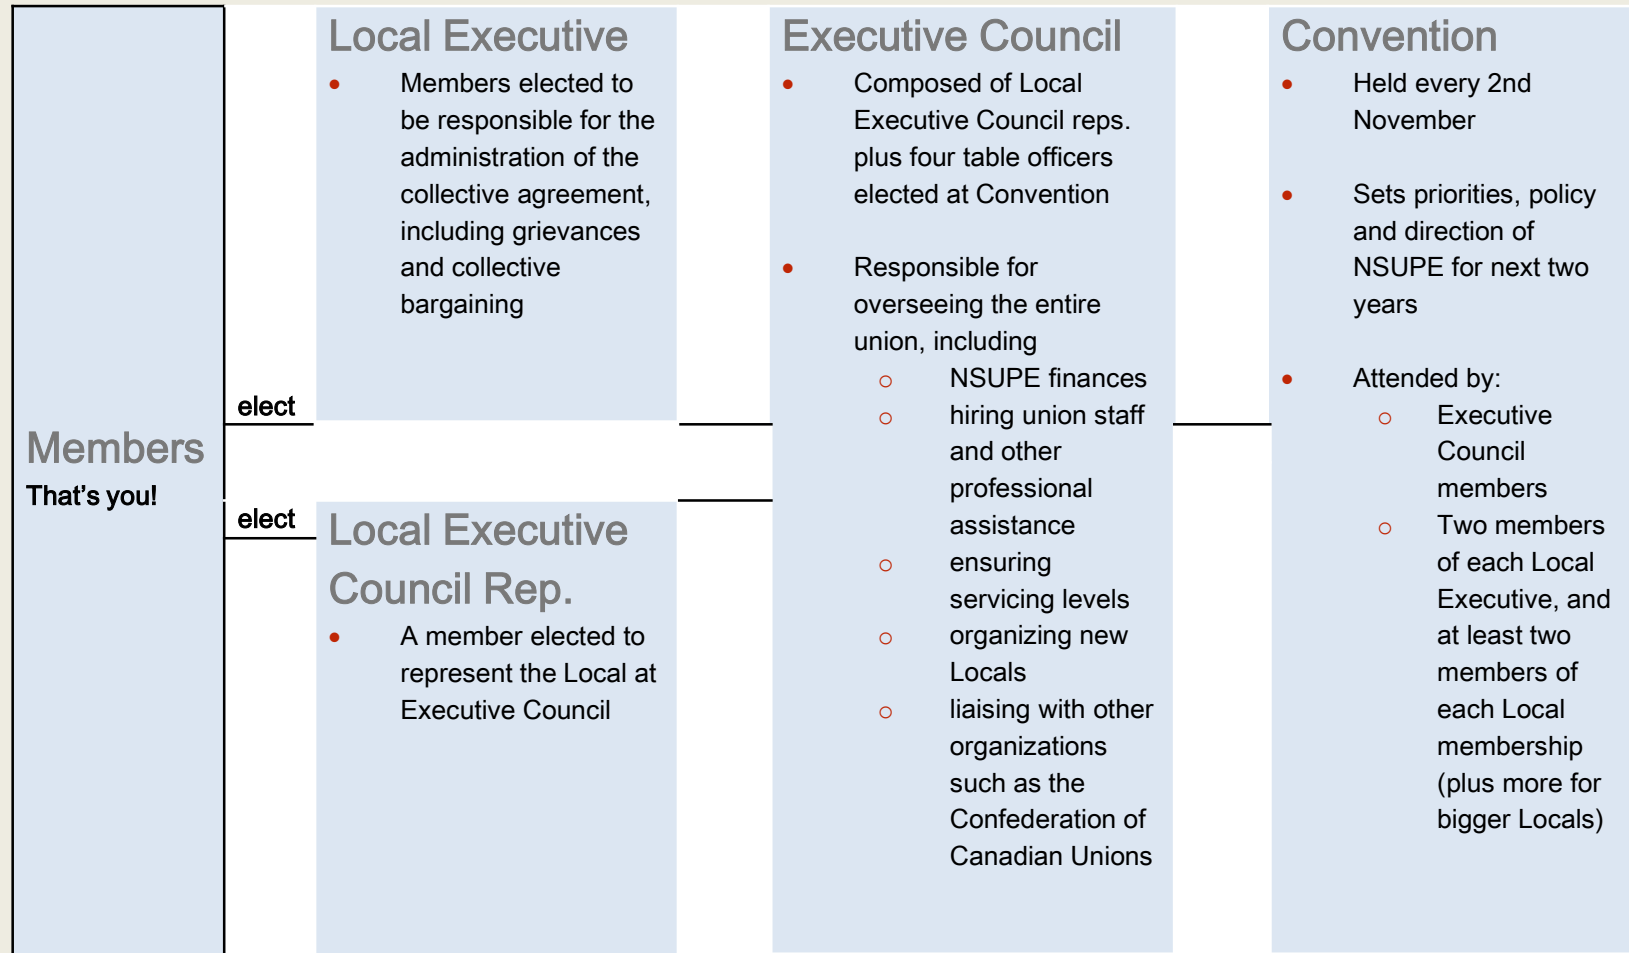 Members
That's you!
elect
elect
Local Executive
• Members elected to
be responsible for the
administration of the
collective agreement,
including grievances
and collective
bargaining
Local Executive
Council Rep.
• A member elected to
represent the Local at
Executive Council
Executive Council
• Composed of Local
Executive Council reps.
plus four table officers
elected at Convention
• Responsible for
overseeing the entire
union, including
○ NSUPE finances
○ hiring union staff
and other
professional
assistance
○ ensuring
servicing levels
○ organizing new
Locals
○ liaising with other
organizations
such as the
Confederation of
Canadian Unions
Convention
• Held every 2nd
November
• Sets priorities, policy
and direction of
NSUPE for next two
years
• Attended by:
○ Executive
Council
members
○ Two members
of each Local
Executive, and
at least two
members of
each Local
membership
(plus more for
bigger Locals)